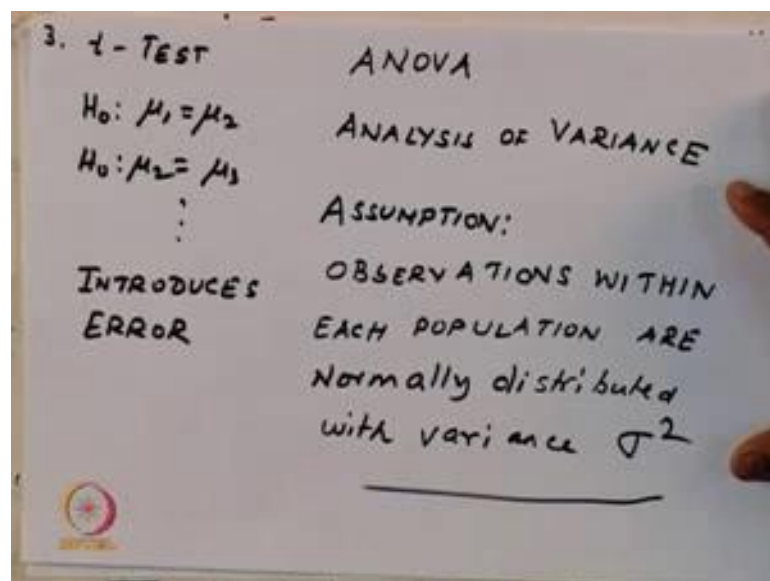 3. t - TEST
H₀: μ₁ = μ₂
H₀: μ₂ = μ₃
⋮
INTRODUCES
ERROR
ANOVA
ANALYSIS OF VARIANCE
ASSUMPTION:
OBSERVATIONS WITHIN
EACH POPULATION ARE
Normally distributed
with variance σ²